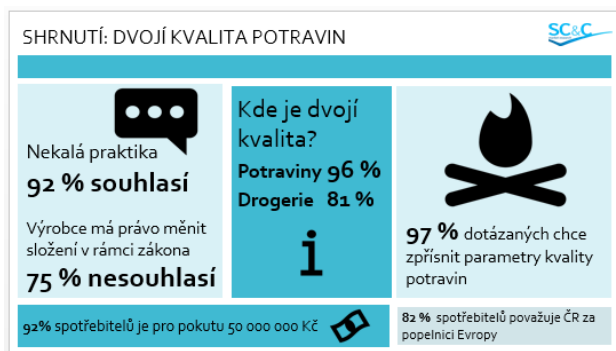 SHRNUTÍ: DVOJÍ KVALITA POTRAVIN
SC&C
Nekalá praktika
92 % souhlasí
Výrobce má právo měnit
složení v rámci zákona
75 % nesouhlasí
Kde je dvojí
kvalita?
Potraviny 96 %
Drogerie 81 %
97 % dotázaných chce
zpřísnit parametry kvality
potravin
92% spotřebitelů je pro pokutu 50 000 000 Kč
82 % spotřebitelů považuje ČR za
popelnici Evropy